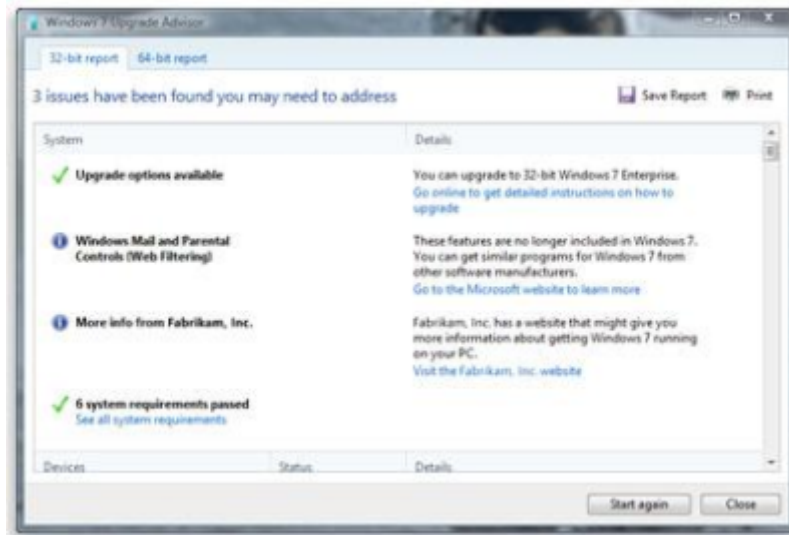 Windows 7 Upgrade Advisor
32-bit report 64-bit report
3 issues have been found you may need to address
Save Report Print
System Details
Upgrade options available You can upgrade to 32-bit Windows 7 Enterprise.
Go online to get detailed instructions on how to
upgrade
Windows Mail and Parental These features are no longer included in Windows 7.
Controls (Web Filtering) You can get similar programs for Windows 7 from
other software manufacturers.
Go to the Microsoft website to learn more
More info from Fabrikam, Inc. Fabrikam, Inc. has a website that might give you
more information about getting Windows 7 running
on your PC.
Visit the Fabrikam, Inc. website
6 system requirements passed
See all system requirements
Devices Status Details
Start again Close